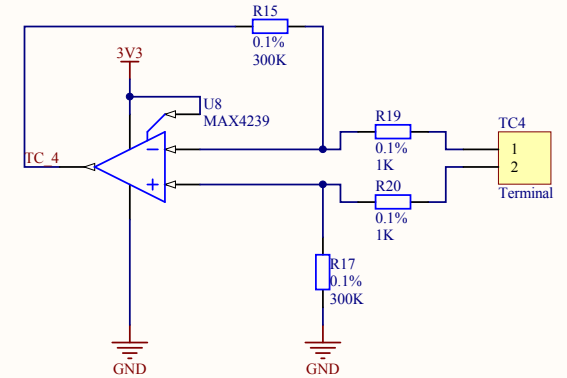 R15
0.1%
300K
3V3
U8
MAX4239
R19
0.1%
1K
TC4
1
2
Terminal
TC_4
R20
0.1%
1K
R17
0.1%
300K
GND
GND